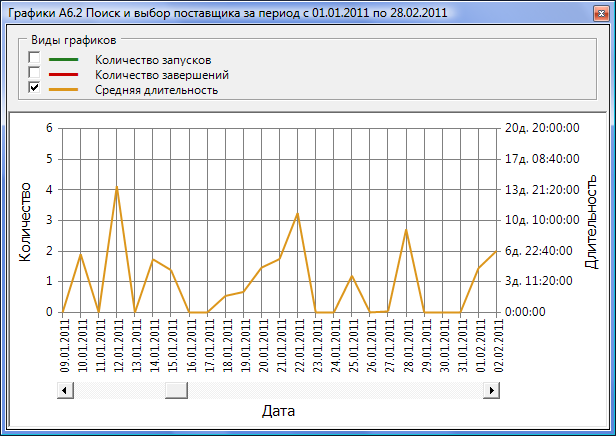 Графики A6.2 Поиск и выбор поставщика за период с 01.01.2011 по 28.02.2011
Виды графиков
Количество запусков
Количество завершений
Средняя длительность
6
5
4
3
2
1
0
Количество
20д. 20:00:00
17д. 08:40:00
13д. 21:20:00
10д. 10:00:00
6д. 22:40:00
3д. 11:20:00
0:00:00
Длительность
09.01.2011
10.01.2011
11.01.2011
12.01.2011
13.01.2011
14.01.2011
15.01.2011
16.01.2011
17.01.2011
18.01.2011
19.01.2011
20.01.2011
21.01.2011
22.01.2011
23.01.2011
24.01.2011
25.01.2011
26.01.2011
27.01.2011
28.01.2011
29.01.2011
30.01.2011
31.01.2011
01.02.2011
02.02.2011
Дата